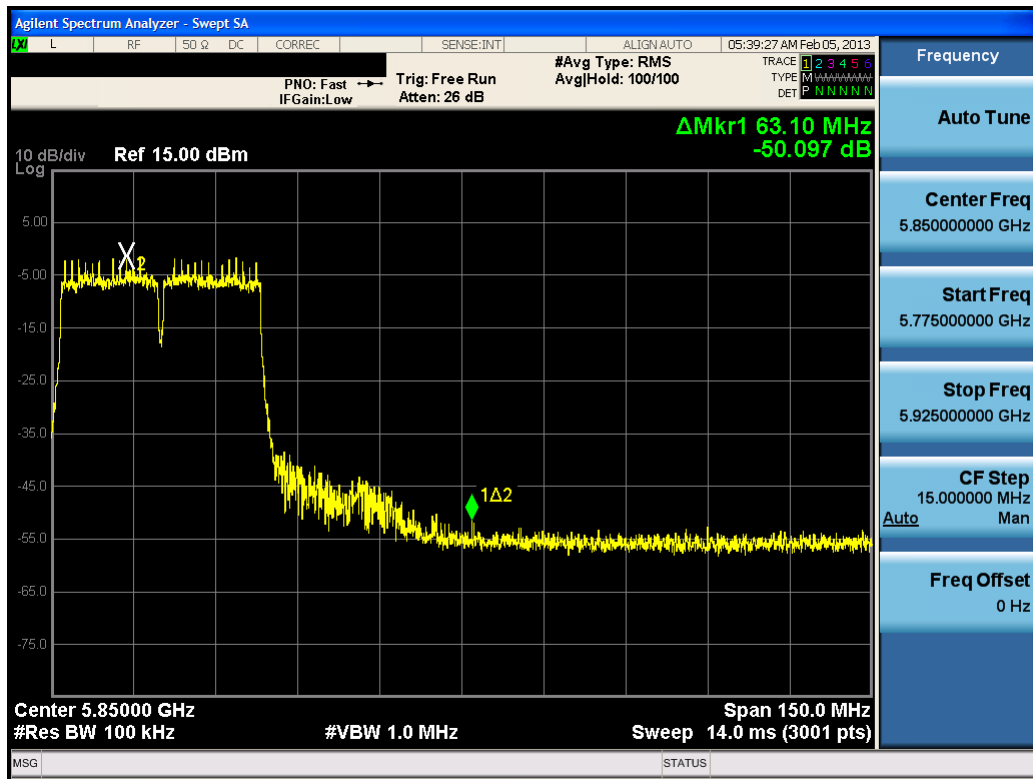 Agilent Spectrum Analyzer - Swept SA
LXI L RF 50 Ω DC CORREC SENSE:INT ALIGN AUTO 05:39:27 AM Feb 05, 2013
PNO: Fast
IFGain:Low
Trig: Free Run
Atten: 26 dB
#Avg Type: RMS
Avg|Hold: 100/100
TRACE 1 2 3 4 5 6
TYPE M
DET P N N N N N
ΔMkr1 63.10 MHz
-50.097 dB
10 dB/div Ref 15.00 dBm
Log
5.00
-5.00
-15.0
-25.0
-35.0
-45.0
-55.0
-65.0
-75.0
X2
1Δ2
Center 5.85000 GHz Span 150.0 MHz
#Res BW 100 kHz #VBW 1.0 MHz Sweep 14.0 ms (3001 pts)
MSG STATUS
Frequency
Auto Tune
Center Freq
5.850000000 GHz
Start Freq
5.775000000 GHz
Stop Freq
5.925000000 GHz
CF Step
15.000000 MHz
Auto Man
Freq Offset
0 Hz